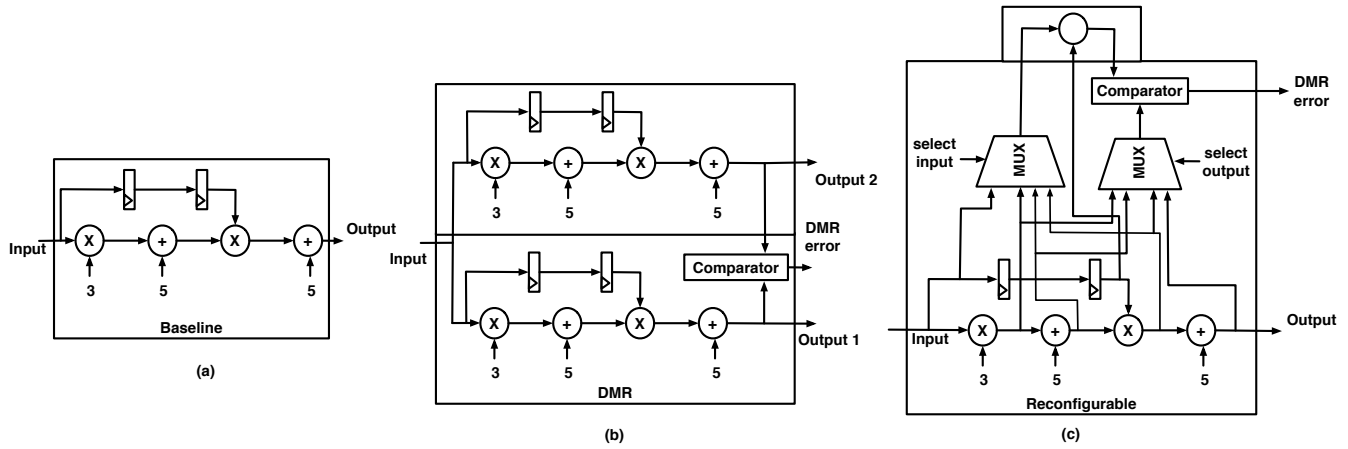 Input
X
+
X
+
Output
3
5
5
Baseline
(a)
X
+
X
+
3
5
5
Output 2
Input
DMR
error
Comparator
X
+
X
+
3
5
5
Output 1
DMR
(b)
Comparator
DMR
error
select
input
MUX
MUX
select
output
Input
X
+
X
+
Output
3
5
5
Reconfigurable
(c)